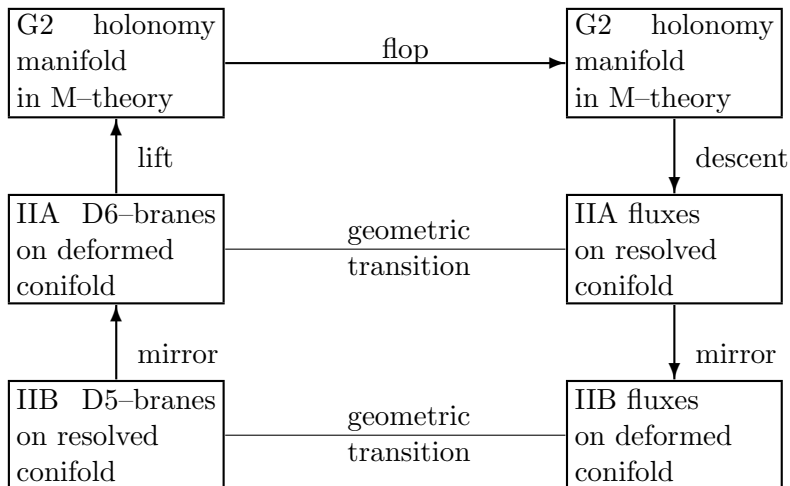 G2 holonomy
manifold
in M–theory
flop
G2 holonomy
manifold
in M–theory
lift
descent
IIA D6–branes
on deformed
conifold
geometric
transition
IIA fluxes
on resolved
conifold
mirror
mirror
IIB D5–branes
on resolved
conifold
geometric
transition
IIB fluxes
on deformed
conifold